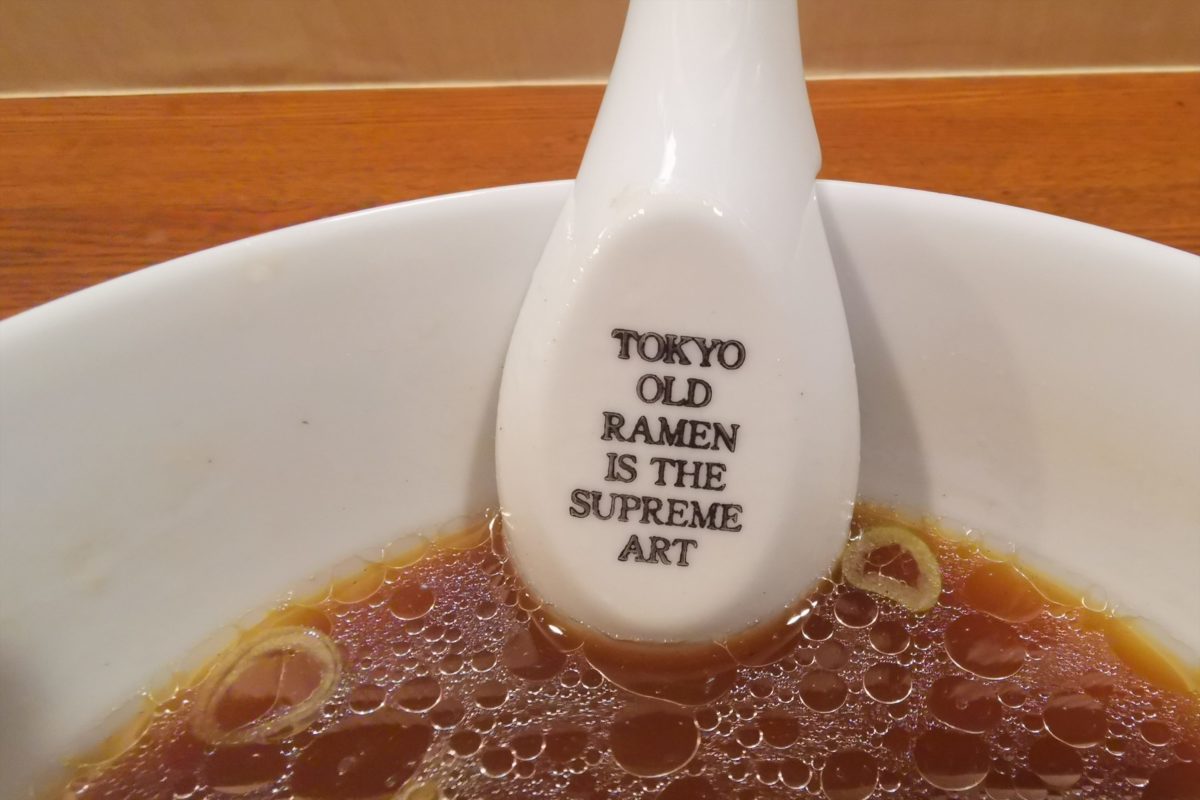 TOKYO
OLD
RAMEN
IS THE
SUPREME
ART